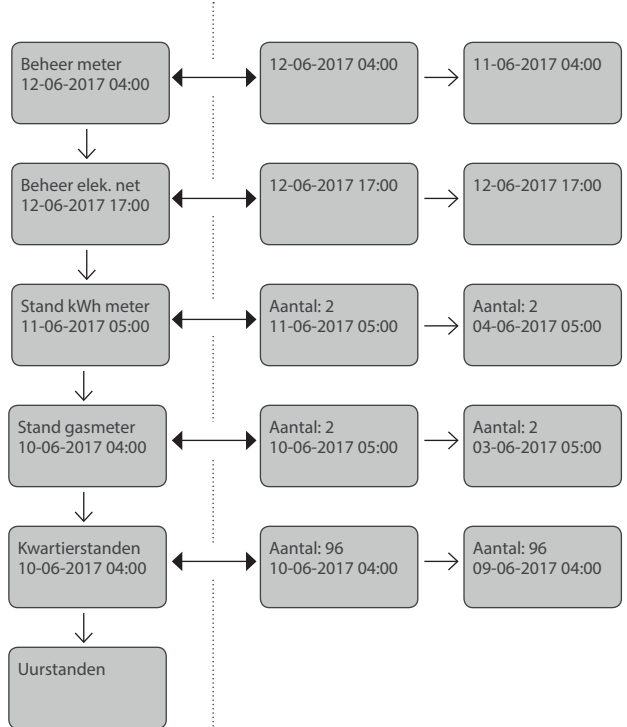 Beheer meter
12-06-2017 04:00
12-06-2017 04:00
11-06-2017 04:00
Beheer elek. net
12-06-2017 17:00
12-06-2017 17:00
12-06-2017 17:00
Stand kWh meter
11-06-2017 05:00
Aantal: 2
11-06-2017 05:00
Aantal: 2
04-06-2017 05:00
Stand gasmeter
10-06-2017 04:00
Aantal: 2
10-06-2017 05:00
Aantal: 2
03-06-2017 05:00
Kwartierstanden
10-06-2017 04:00
Aantal: 96
10-06-2017 04:00
Aantal: 96
09-06-2017 04:00
Uurstanden